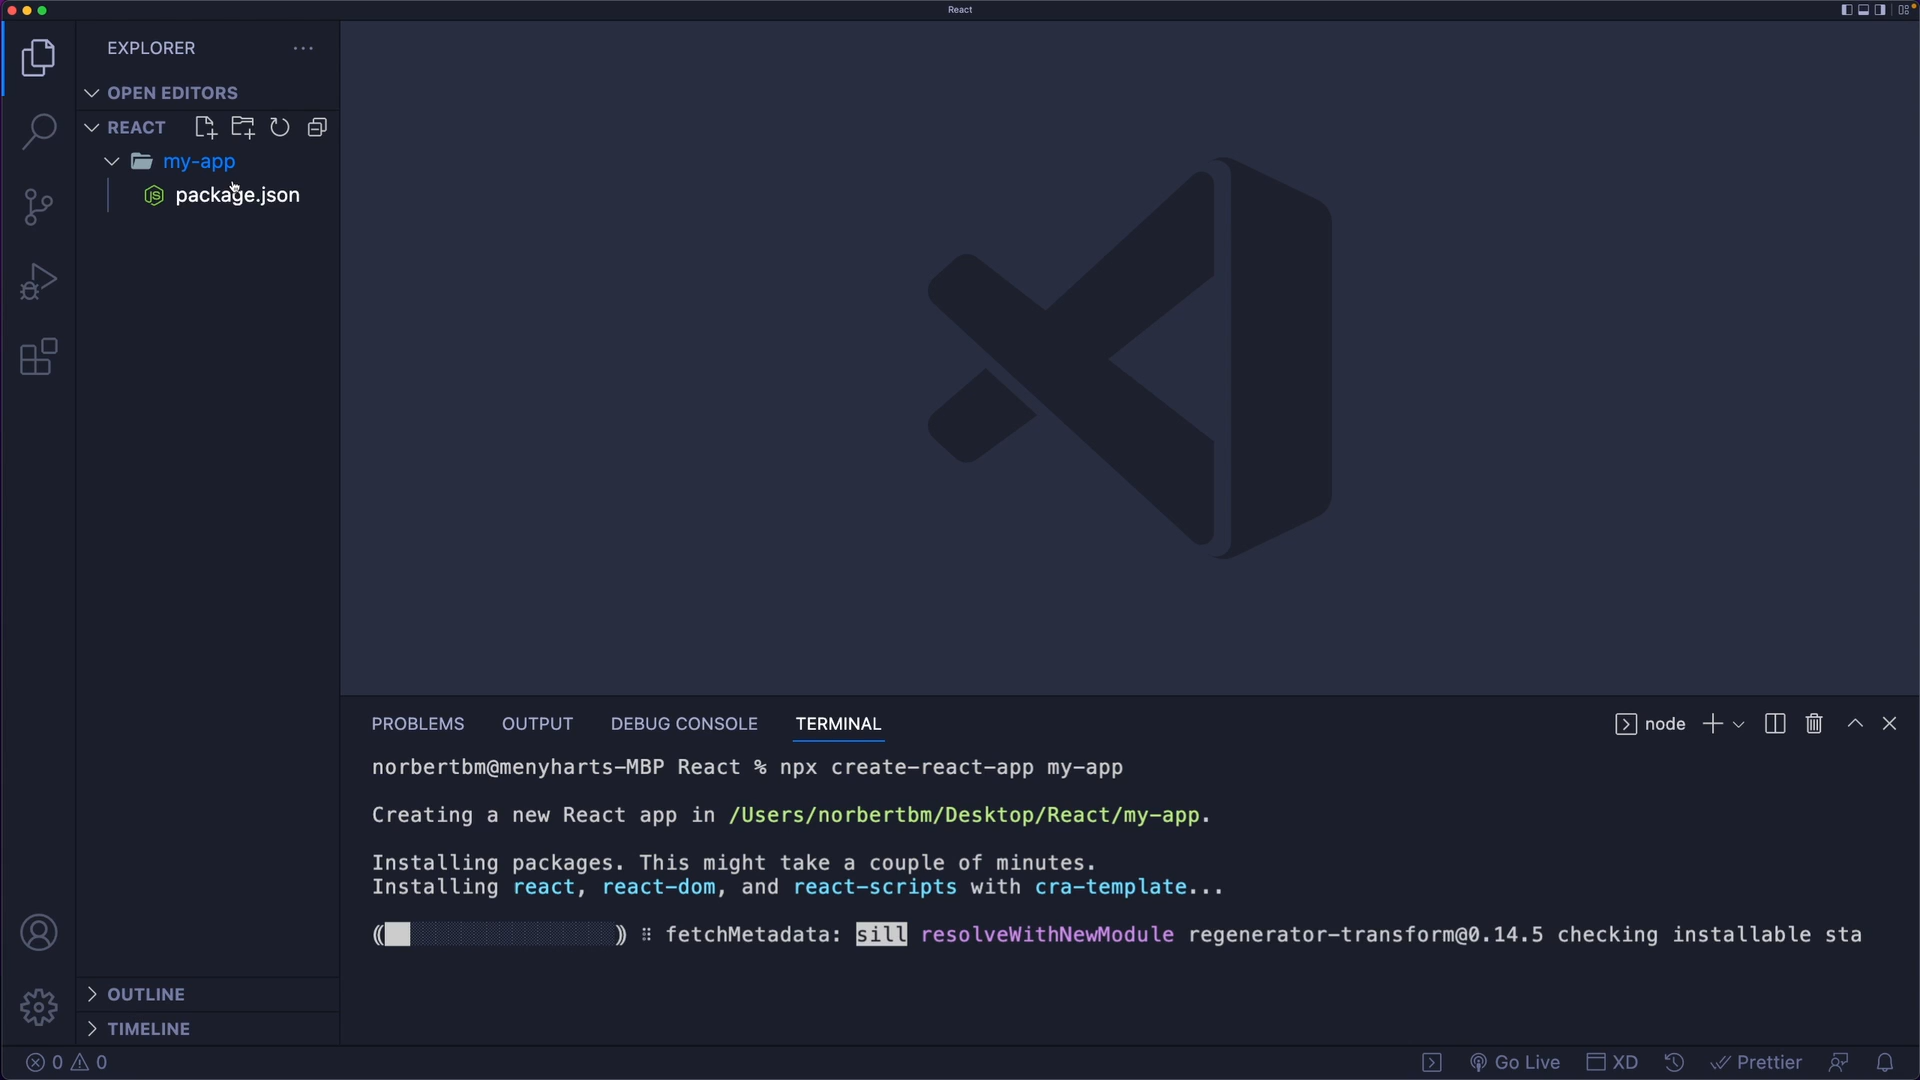 React
EXPLORER
OPEN EDITORS
REACT
my-app
package.json
PROBLEMS OUTPUT DEBUG CONSOLE TERMINAL
node
norbertbm@menyharts-MBP React % npx create-react-app my-app
Creating a new React app in /Users/norbertbm/Desktop/React/my-app.
Installing packages. This might take a couple of minutes.
Installing react, react-dom, and react-scripts with cra-template...
fetchMetadata: sill resolveWithNewModule regenerator-transform@0.14.5 checking installable sta
OUTLINE
TIMELINE
0 0
Go Live XD Prettier